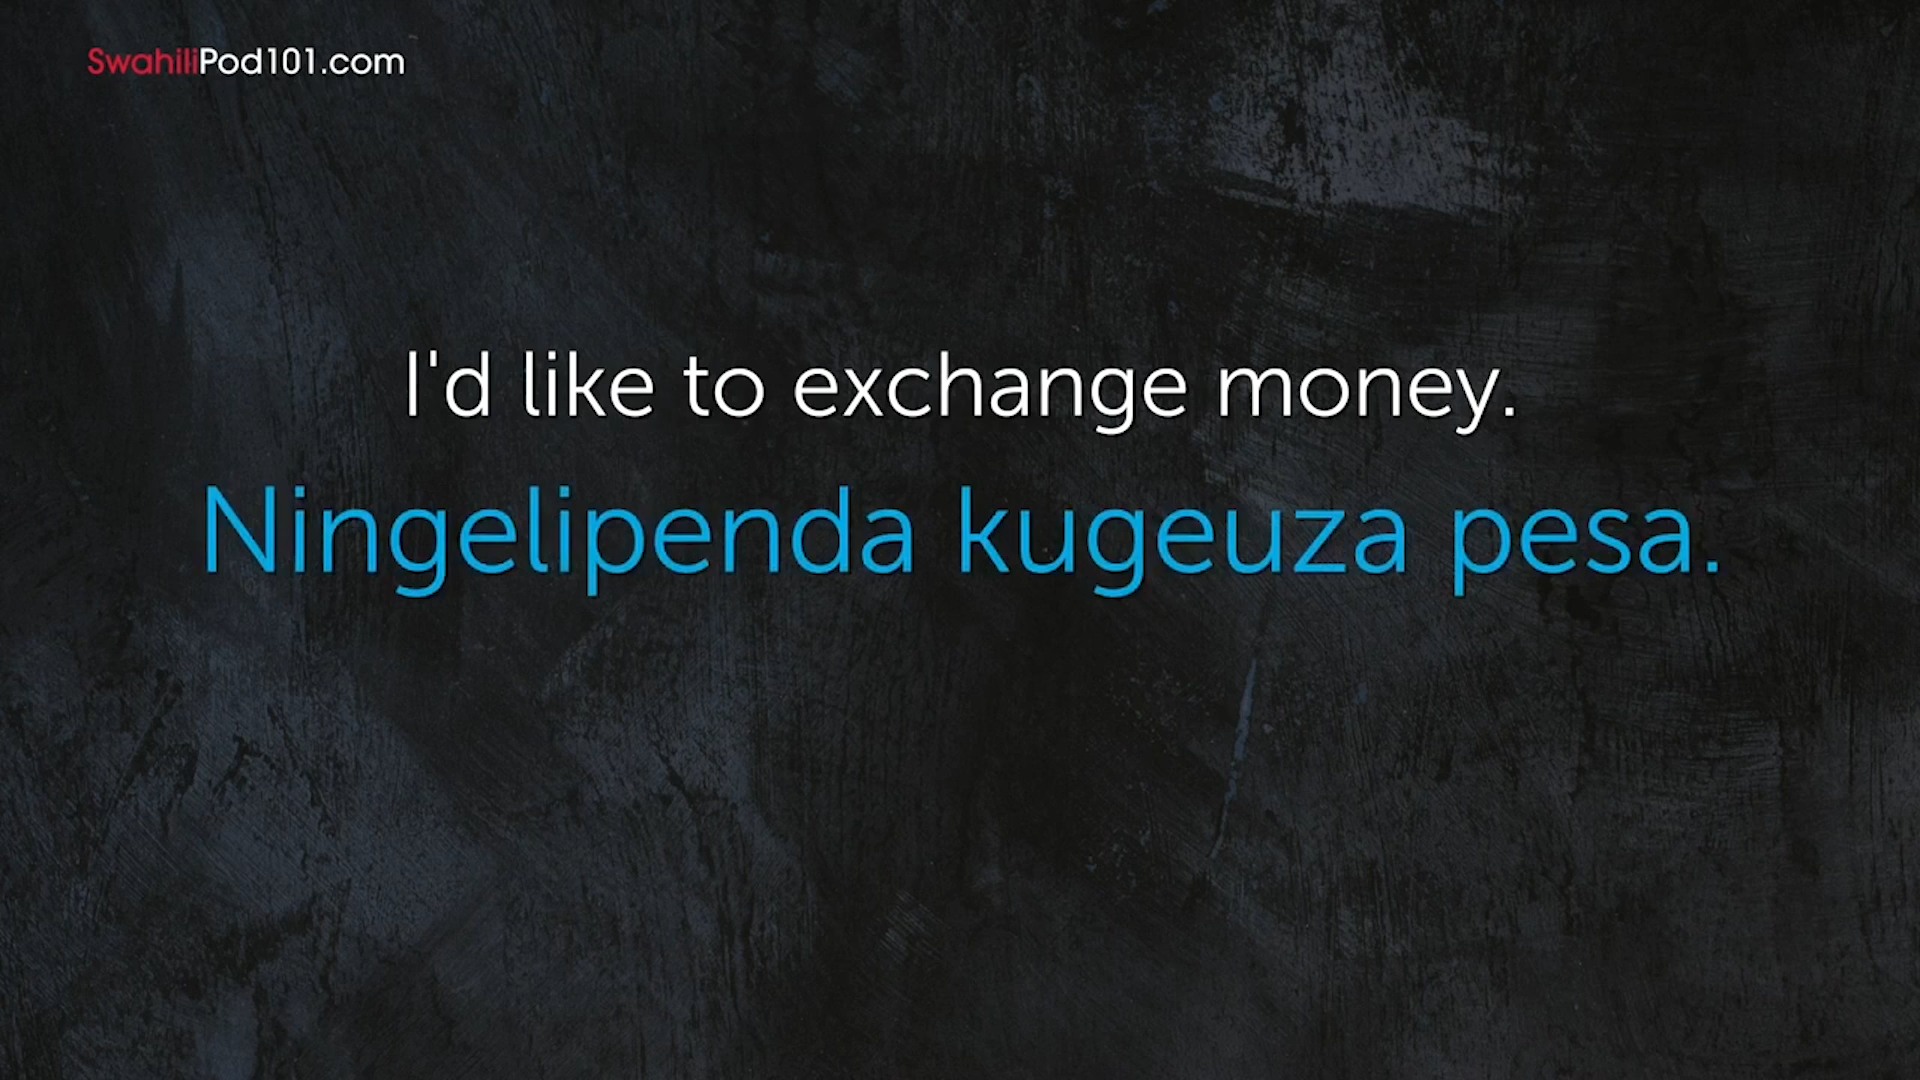 SwahiliPod101.com
I'd like to exchange money.
Ningelipenda kugeuza pesa.